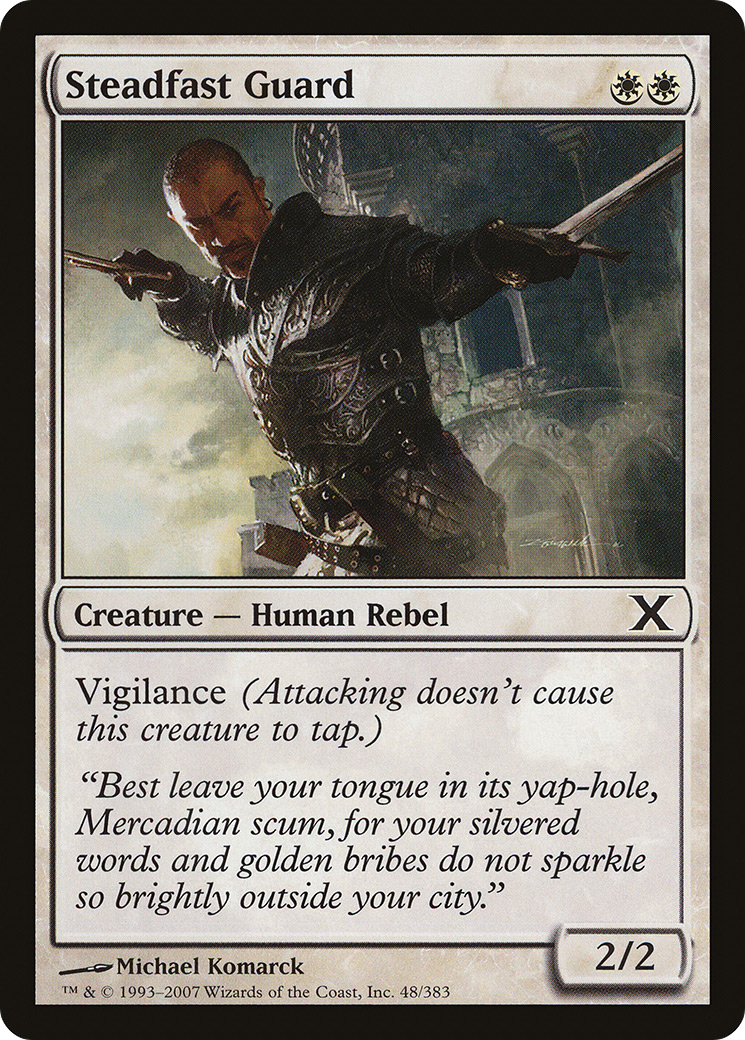 Steadfast Guard
Creature — Human Rebel
X
Vigilance (Attacking doesn't cause
this creature to tap.)
“Best leave your tongue in its yap-hole,
Mercadian scum, for your silvered
words and golden bribes do not sparkle
so brightly outside your city.”
2/2
Michael Komarck
™ & © 1993–2007 Wizards of the Coast, Inc. 48/383